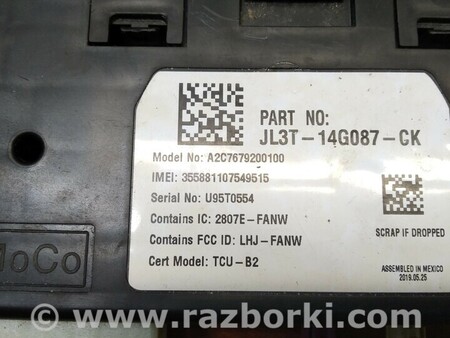 PART NO:
JL3T-14G087-CK
Model No: A2C7679200100
IMEI: 355881107549515
Serial No: U95T0554
Contains IC: 2807E-FANW
Contains FCC ID: LHJ-FANW
Cert Model: TCU-B2
SCRAP IF DROPPED
ASSEMBLED IN MEXICO
2019.05.25
MoCo
www.razborki.com